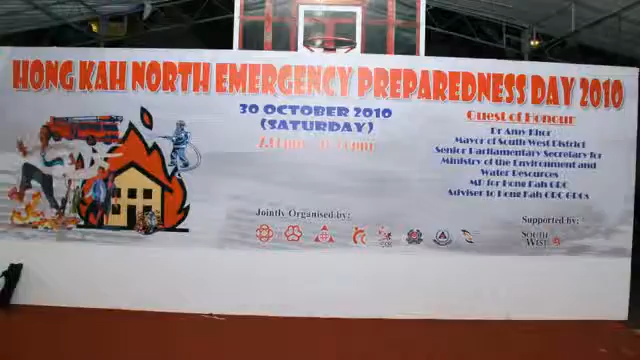 HONG KAH NORTH EMERGENCY PREPAREDNESS DAY 2010
30 OCTOBER 2010
(SATURDAY)
Guest of Honour
Dr Amy Khor
Mayor of South West District
Senior Parliamentary Secretary for
Ministry of the Environment and
Water Resources
MP for Hong Kah GRC
Adviser to Hong Kah GRC GROs
Jointly Organised by:
Supported by:
SOUTH
WEST